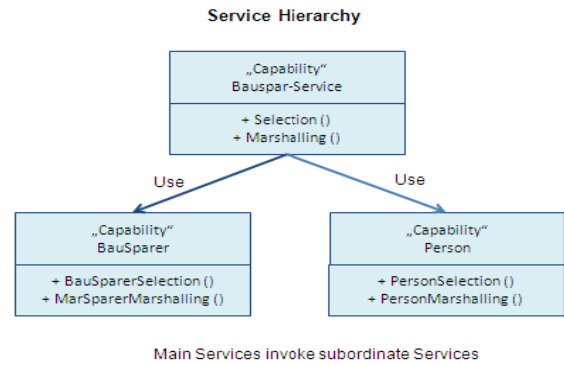 Service Hierarchy
„Capability“
Bauspar-Service
+ Selection ()
+ Marshalling ()
Use
Use
„Capability“
BauSparer
+ BauSparerSelection ()
+ MarSparerMarshalling ()
„Capability“
Person
+ PersonSelection ()
+ PersonMarshalling ()
Main Services invoke subordinate Services